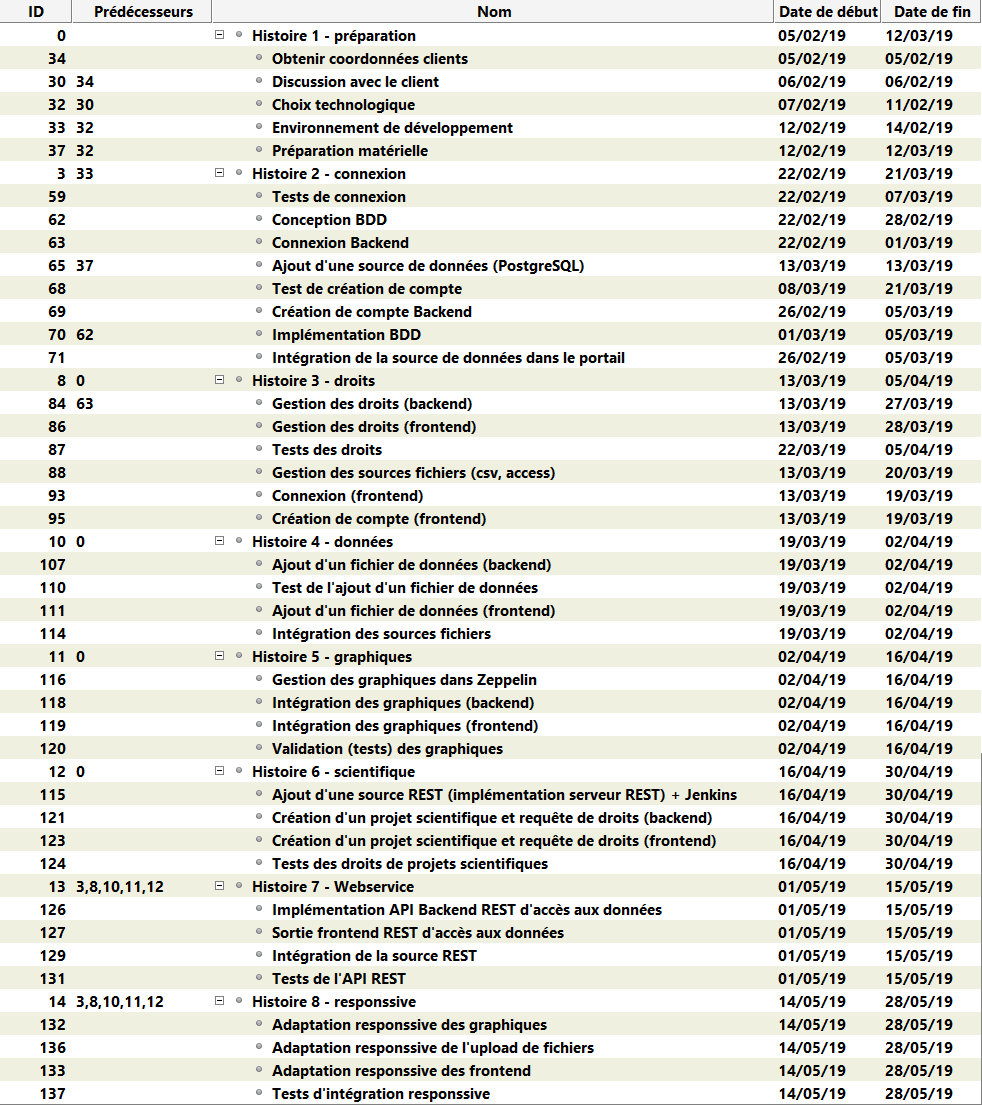 ID Prédécesseurs Nom Date de début Date de fin
0 Histoire 1 - préparation 05/02/19 12/03/19
34 Obtenir coordonnées clients 05/02/19 05/02/19
30 34 Discussion avec le client 06/02/19 06/02/19
32 30 Choix technologique 07/02/19 11/02/19
33 32 Environnement de développement 12/02/19 14/02/19
37 32 Préparation matérielle 12/02/19 12/03/19
3 33 Histoire 2 - connexion 22/02/19 21/03/19
59 Tests de connexion 22/02/19 07/03/19
62 Conception BDD 22/02/19 28/02/19
63 Connexion Backend 22/02/19 01/03/19
65 37 Ajout d'une source de données (PostgreSQL) 13/03/19 13/03/19
68 Test de création de compte 08/03/19 21/03/19
69 Création de compte Backend 26/02/19 05/03/19
70 62 Implémentation BDD 01/03/19 05/03/19
71 Intégration de la source de données dans le portail 26/02/19 05/03/19
8 0 Histoire 3 - droits 13/03/19 05/04/19
84 63 Gestion des droits (backend) 13/03/19 27/03/19
86 Gestion des droits (frontend) 13/03/19 28/03/19
87 Tests des droits 22/03/19 05/04/19
88 Gestion des sources fichiers (csv, access) 13/03/19 20/03/19
93 Connexion (frontend) 13/03/19 19/03/19
95 Création de compte (frontend) 13/03/19 19/03/19
10 0 Histoire 4 - données 19/03/19 02/04/19
107 Ajout d'un fichier de données (backend) 19/03/19 02/04/19
110 Test de l'ajout d'un fichier de données 19/03/19 02/04/19
111 Ajout d'un fichier de données (frontend) 19/03/19 02/04/19
114 Intégration des sources fichiers 19/03/19 02/04/19
11 0 Histoire 5 - graphiques 02/04/19 16/04/19
116 Gestion des graphiques dans Zeppelin 02/04/19 16/04/19
118 Intégration des graphiques (backend) 02/04/19 16/04/19
119 Intégration des graphiques (frontend) 02/04/19 16/04/19
120 Validation (tests) des graphiques 02/04/19 16/04/19
12 0 Histoire 6 - scientifique 16/04/19 30/04/19
115 Ajout d'une source REST (implémentation serveur REST) + Jenkins 16/04/19 30/04/19
121 Création d'un projet scientifique et requête de droits (backend) 16/04/19 30/04/19
123 Création d'un projet scientifique et requête de droits (frontend) 16/04/19 30/04/19
124 Tests des droits de projets scientifiques 16/04/19 30/04/19
13 3,8,10,11,12 Histoire 7 - Webservice 01/05/19 15/05/19
126 Implémentation API Backend REST d'accès aux données 01/05/19 15/05/19
127 Sortie frontend REST d'accès aux données 01/05/19 15/05/19
129 Intégration de la source REST 01/05/19 15/05/19
131 Tests de l'API REST 01/05/19 15/05/19
14 3,8,10,11,12 Histoire 8 - responssive 14/05/19 28/05/19
132 Adaptation responssive des graphiques 14/05/19 28/05/19
136 Adaptation responssive de l'upload de fichiers 14/05/19 28/05/19
133 Adaptation responssive des frontend 14/05/19 28/05/19
137 Tests d'intégration responssive 14/05/19 28/05/19